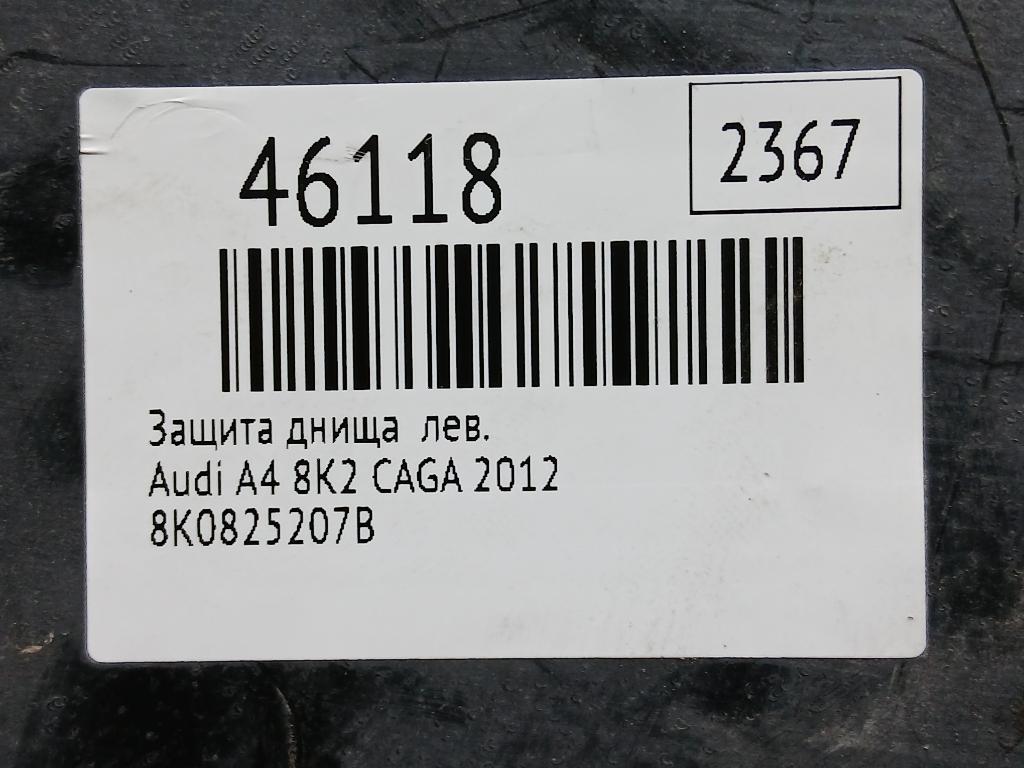 46118
2367
Защита днища лев.
Audi A4 8K2 CAGA 2012
8K0825207B